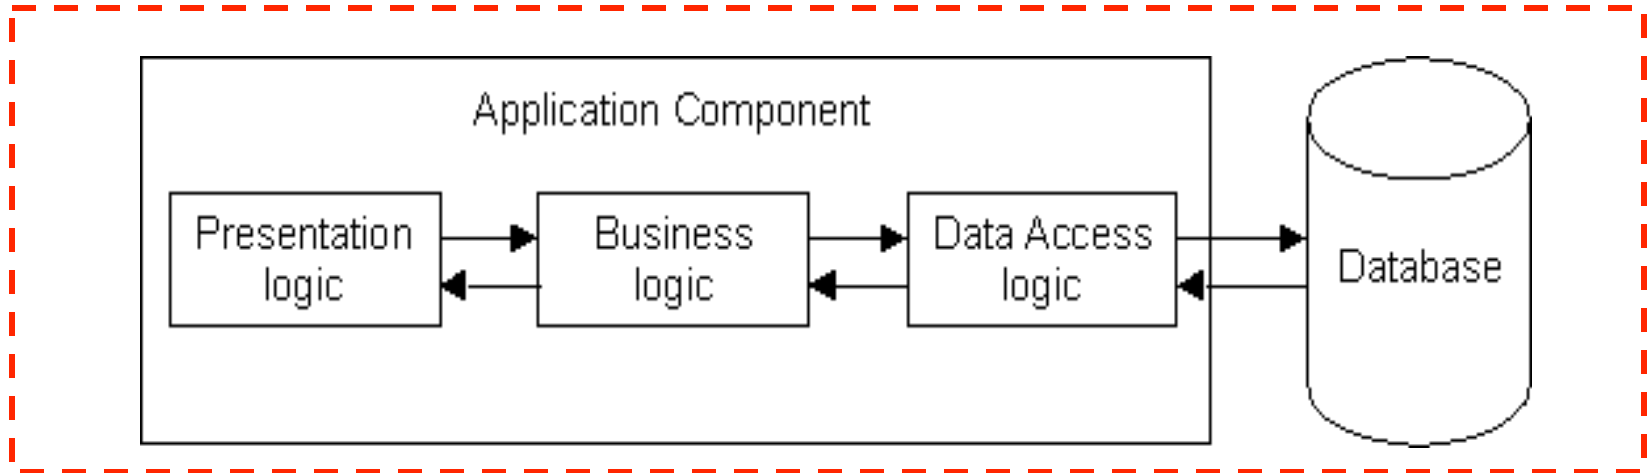 Application Component
Presentation
logic
Business
logic
Data Access
logic
Database